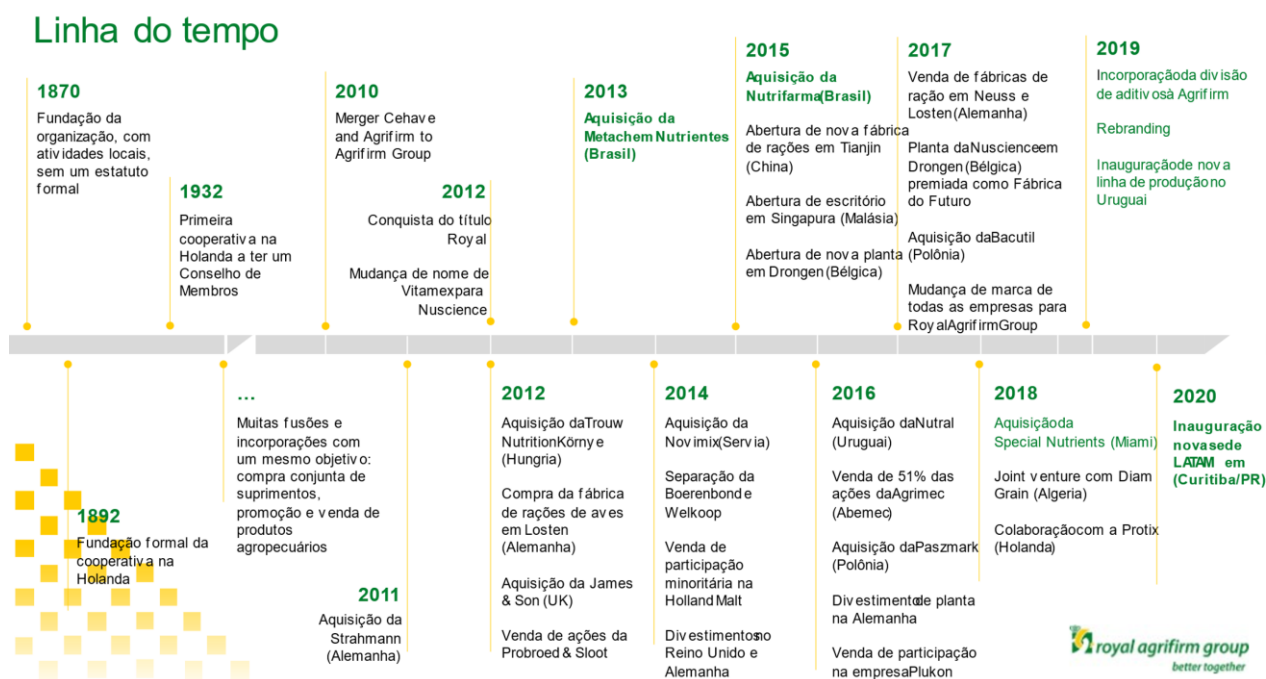 Linha do tempo
1870
Fundação da
organização, com
atividades locais,
sem um estatuto
formal
1932
Primeira
cooperativa na
Holanda a ter um
Conselho de
Membros
2010
Merger Cehave
and Agrifirm to
Agrifirm Group
2012
Conquista do título
Royal
Mudança de nome de
Vitamexpara
Nuscience
2013
Aquisição da
Metachem Nutrientes
(Brasil)
2015
Aquisição da
Nutrifarma(Brasil)
Abertura de nova fábrica
de rações em Tianjin
(China)
Abertura de escritório
em Singapura (Malásia)
Abertura de nova planta
em Drongen(Bélgica)
2017
Venda de fábricas de
ração em Neuss e
Losten(Alemanha)
Planta daNuscienceem
Drongen(Bélgica)
premiada como Fábrica
do Futuro
Aquisição daBacutil
(Polônia)
Mudança de marca de
todas as empresas para
RoyalAgrifirmGroup
2019
Incorporaçãoda divisão
de aditivosà Agrifirm
Rebranding
Inauguraçãode nova
linha de produçãono
Uruguai
1892
Fundação formal da
cooperativa na
Holanda
...
Muitas fusões e
incorporações com
um mesmo objetivo:
compra conjunta de
suprimentos,
promoção e venda de
produtos
agropecuários
2011
Aquisição da
Strahmann
(Alemanha)
2012
Aquisição daTrouw
NutritionKörnye
(Hungria)
Compra da fábrica
de rações de aves
em Losten
(Alemanha)
Aquisição da James
& Son (UK)
Venda de ações da
Probroed & Sloot
2014
Aquisição da
Novimix(Servia)
Separação da
Boerenbond e
Welkoop
Venda de
participação
minoritária na
Holland Malt
Divestimentosno
Reino Unido e
Alemanha
2016
Aquisição daNutral
(Uruguai)
Venda de 51% das
ações daAgrimec
(Abemec)
Aquisição daPaszmark
(Polônia)
Divestimentode planta
na Alemanha
Venda de participação
na empresaPlukon
2018
Aquisiçãoda
Special Nutrients (Miami)
Joint venture com Diam
Grain (Algeria)
Colaboraçãocom a Protix
(Holanda)
2020
Inauguração
novasede
LATAM em
(Curitiba/PR)
royal agrifirm group
better together